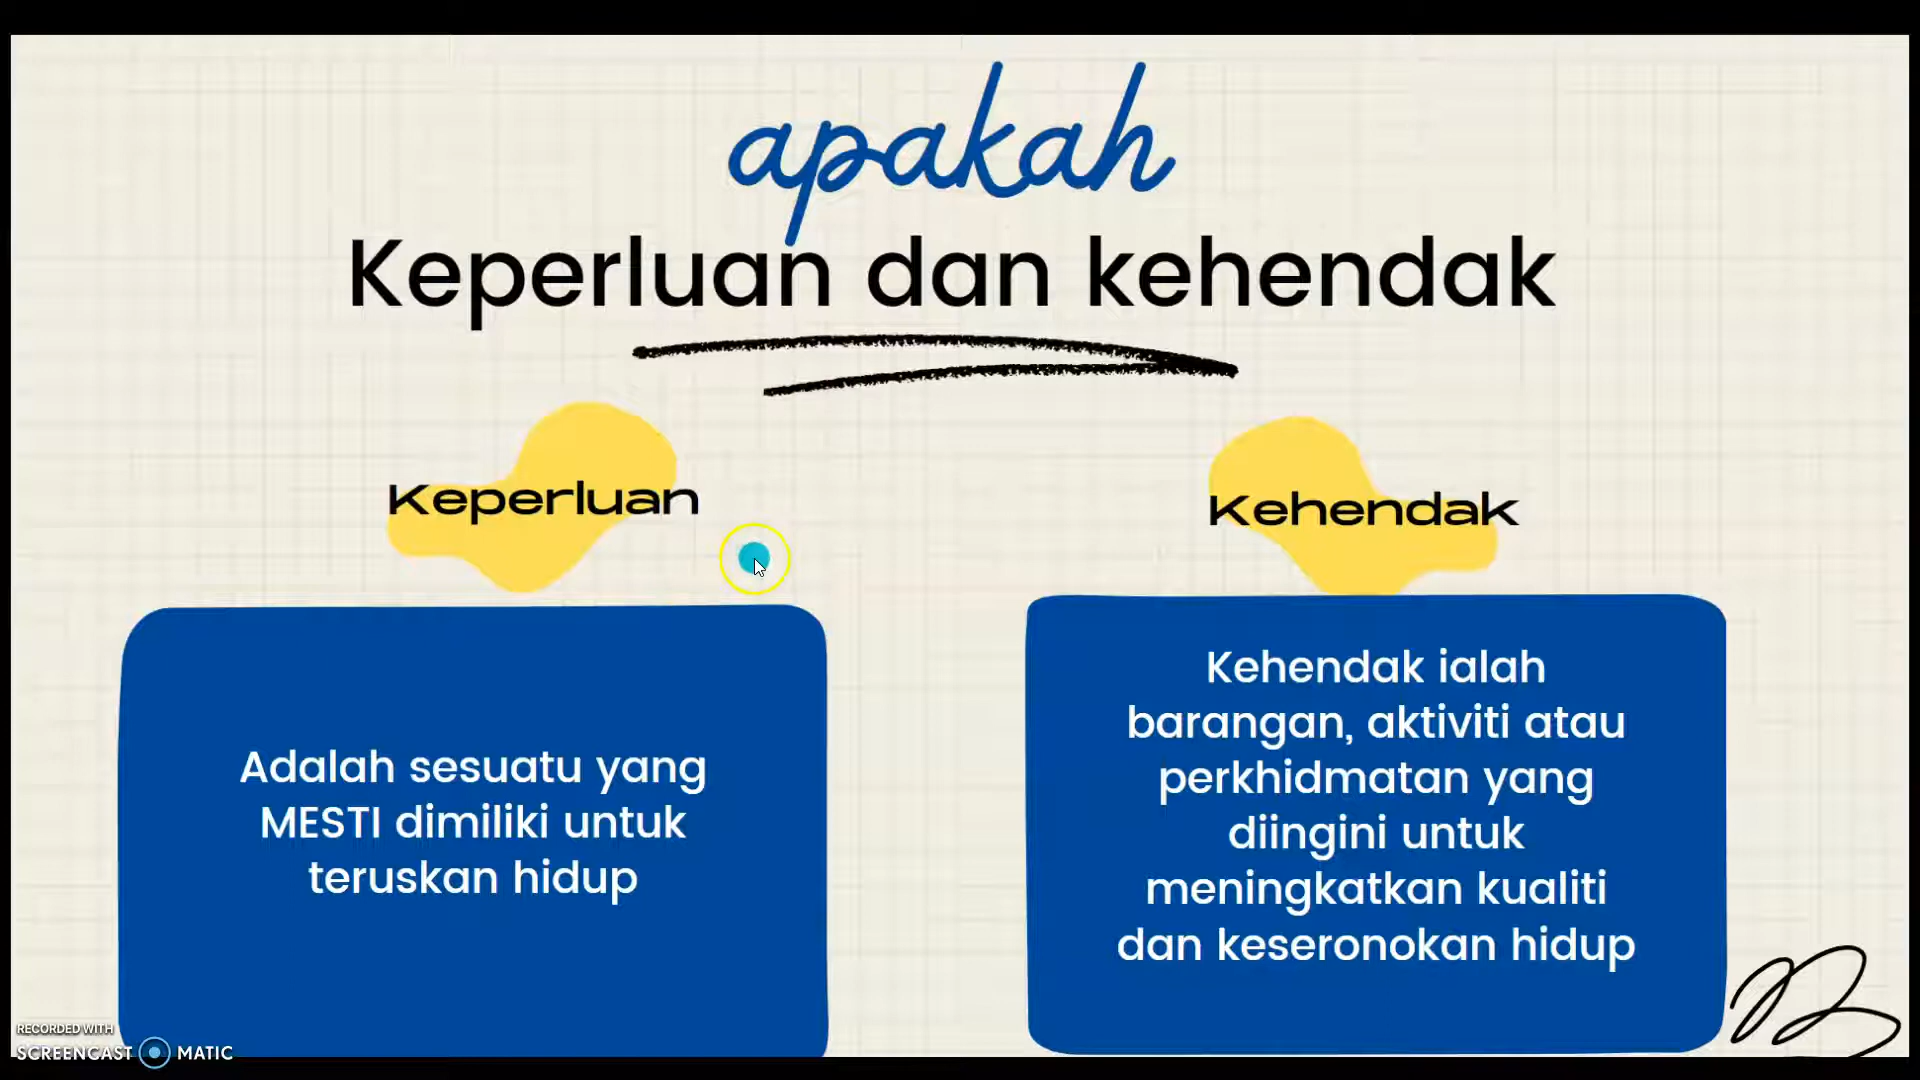 apakah
Keperluan dan kehendak
Keperluan
Adalah sesuatu yang
MESTI dimiliki untuk
teruskan hidup
Kehendak
Kehendak ialah
barangan, aktiviti atau
perkhidmatan yang
diingini untuk
meningkatkan kualiti
dan keseronokan hidup
RECORDED WITH
SCREENCAST MATIC